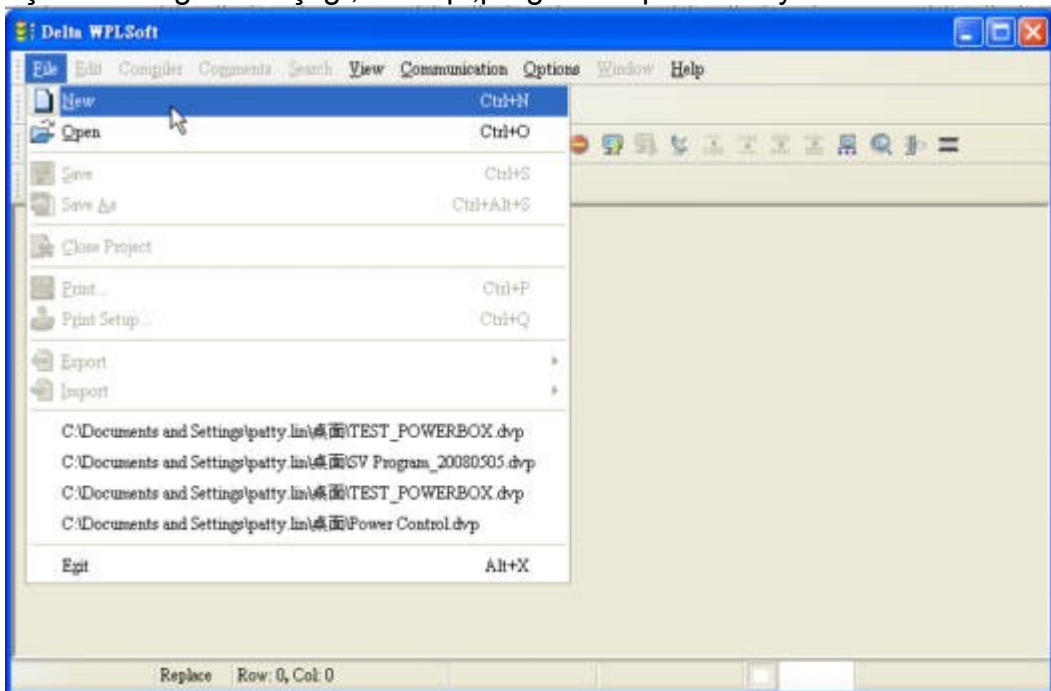 Delta WPLSoft
File Edit Compiler Comments Search View Communication Options Window Help
New Ctrl+N
Open Ctrl+O
Save Ctrl+S
Save As Ctrl+Alt+S
Close Project
Print... Ctrl+P
Print Setup... Ctrl+Q
Export
Import
C:\Documents and Settings\patty.lin\桌面\TEST_POWERBOX.dvp
C:\Documents and Settings\patty.lin\桌面\SV Program_20080505.dvp
C:\Documents and Settings\patty.lin\桌面\TEST_POWERBOX.dvp
C:\Documents and Settings\patty.lin\桌面\Power Control.dvp
Exit Alt+X
Replace Row: 0, Col: 0